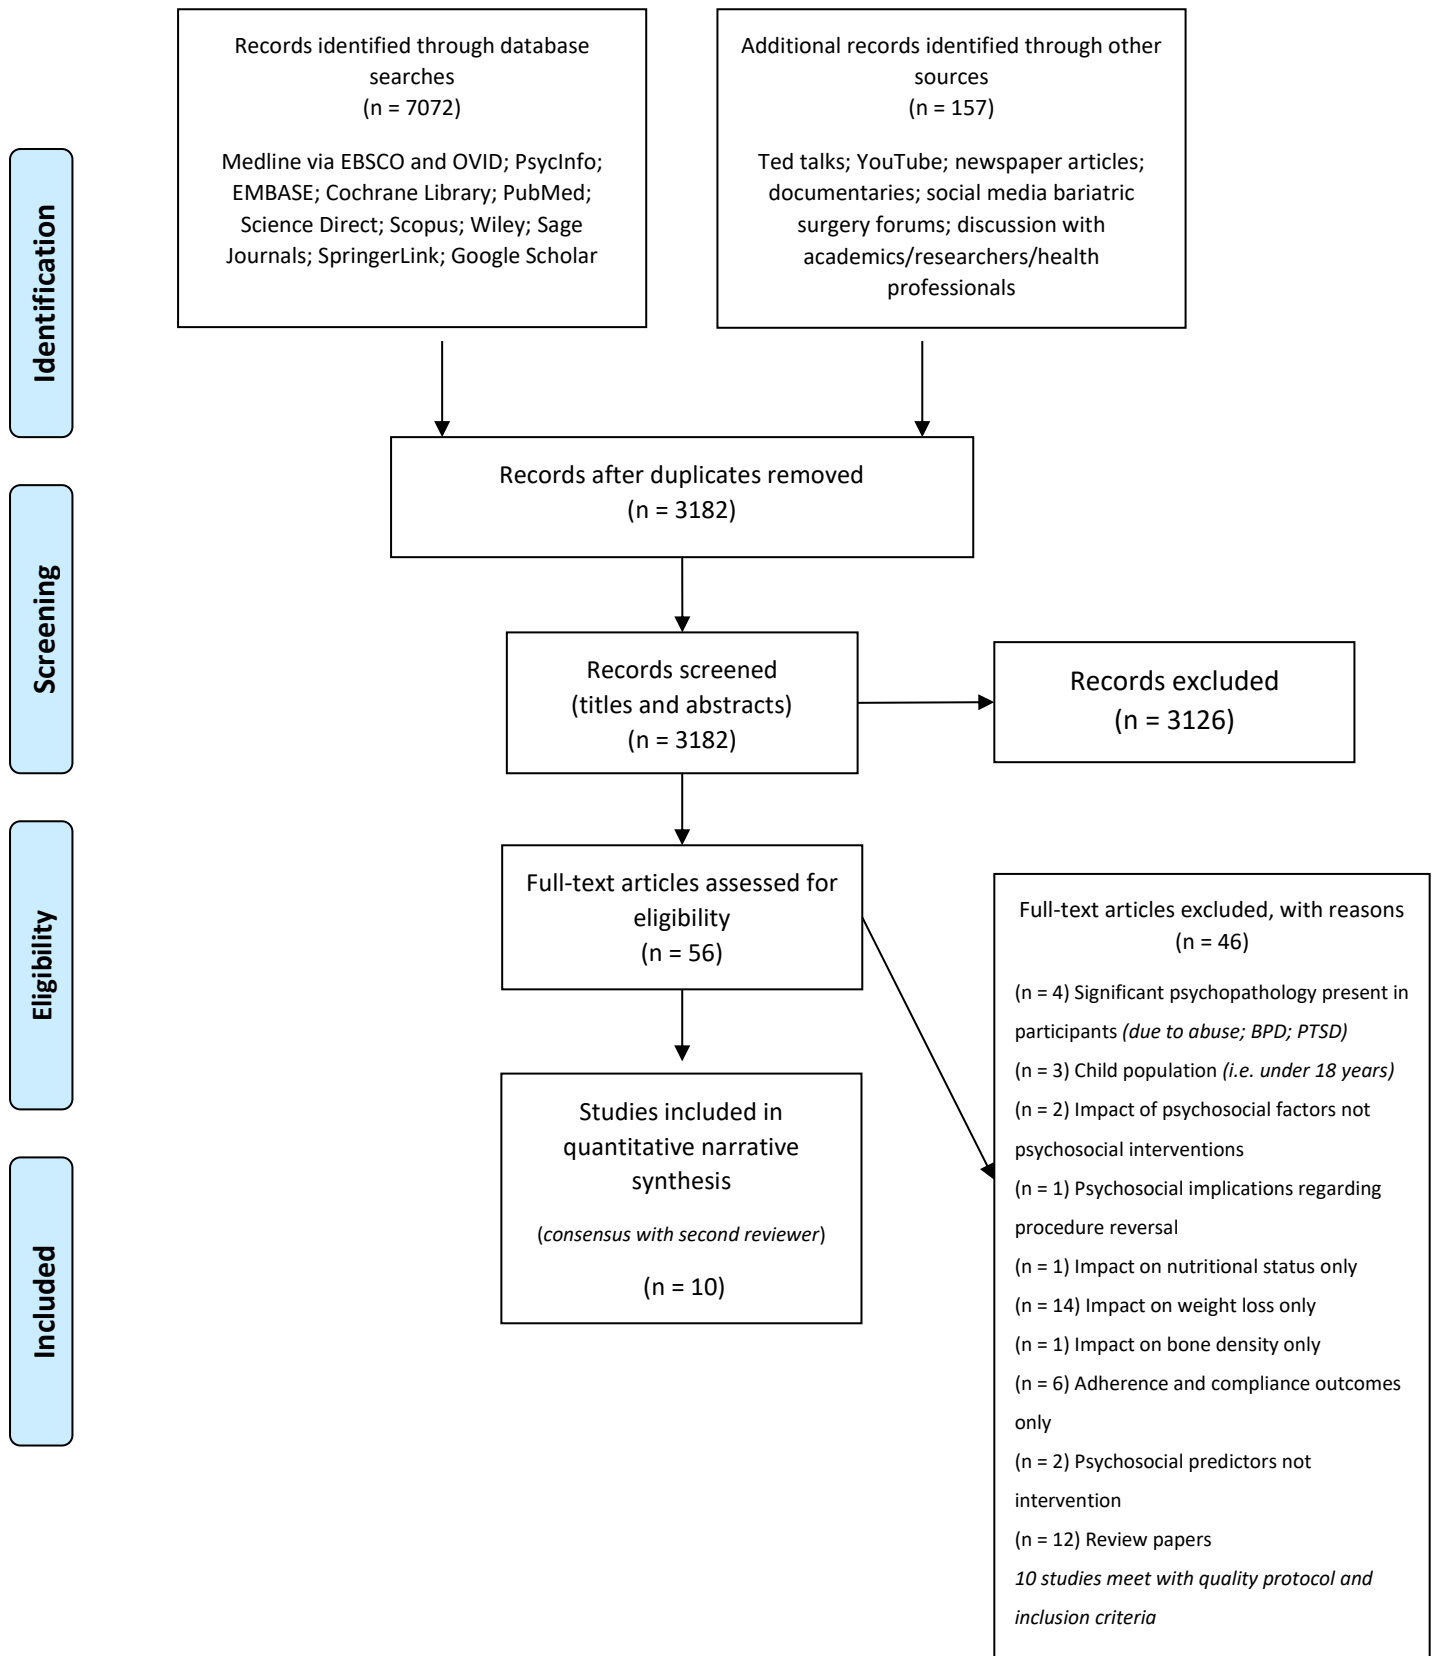 Records identified through database
searches
(n = 7072)
Medline via EBSCO and OVID; PsycInfo;
EMBASE; Cochrane Library; PubMed;
Science Direct; Scopus; Wiley; Sage
Journals; SpringerLink; Google Scholar
Additional records identified through other
sources
(n = 157)
Ted talks; YouTube; newspaper articles;
documentaries; social media bariatric
surgery forums; discussion with
academics/researchers/health
professionals
Identification
Records after duplicates removed
(n = 3182)
Screening
Records screened
(titles and abstracts)
(n = 3182)
Records excluded
(n = 3126)
Eligibility
Full-text articles assessed for
eligibility
(n = 56)
Full-text articles excluded, with reasons
(n = 46)
(n = 4) Significant psychopathology present in
participants (due to abuse; BPD; PTSD)
(n = 3) Child population (i.e. under 18 years)
(n = 2) Impact of psychosocial factors not
psychosocial interventions
(n = 1) Psychosocial implications regarding
procedure reversal
(n = 1) Impact on nutritional status only
(n = 14) Impact on weight loss only
(n = 1) Impact on bone density only
(n = 6) Adherence and compliance outcomes
only
(n = 2) Psychosocial predictors not
intervention
(n = 12) Review papers
10 studies meet with quality protocol and
inclusion criteria
Included
Studies included in
quantitative narrative
synthesis
(consensus with second reviewer)
(n = 10)